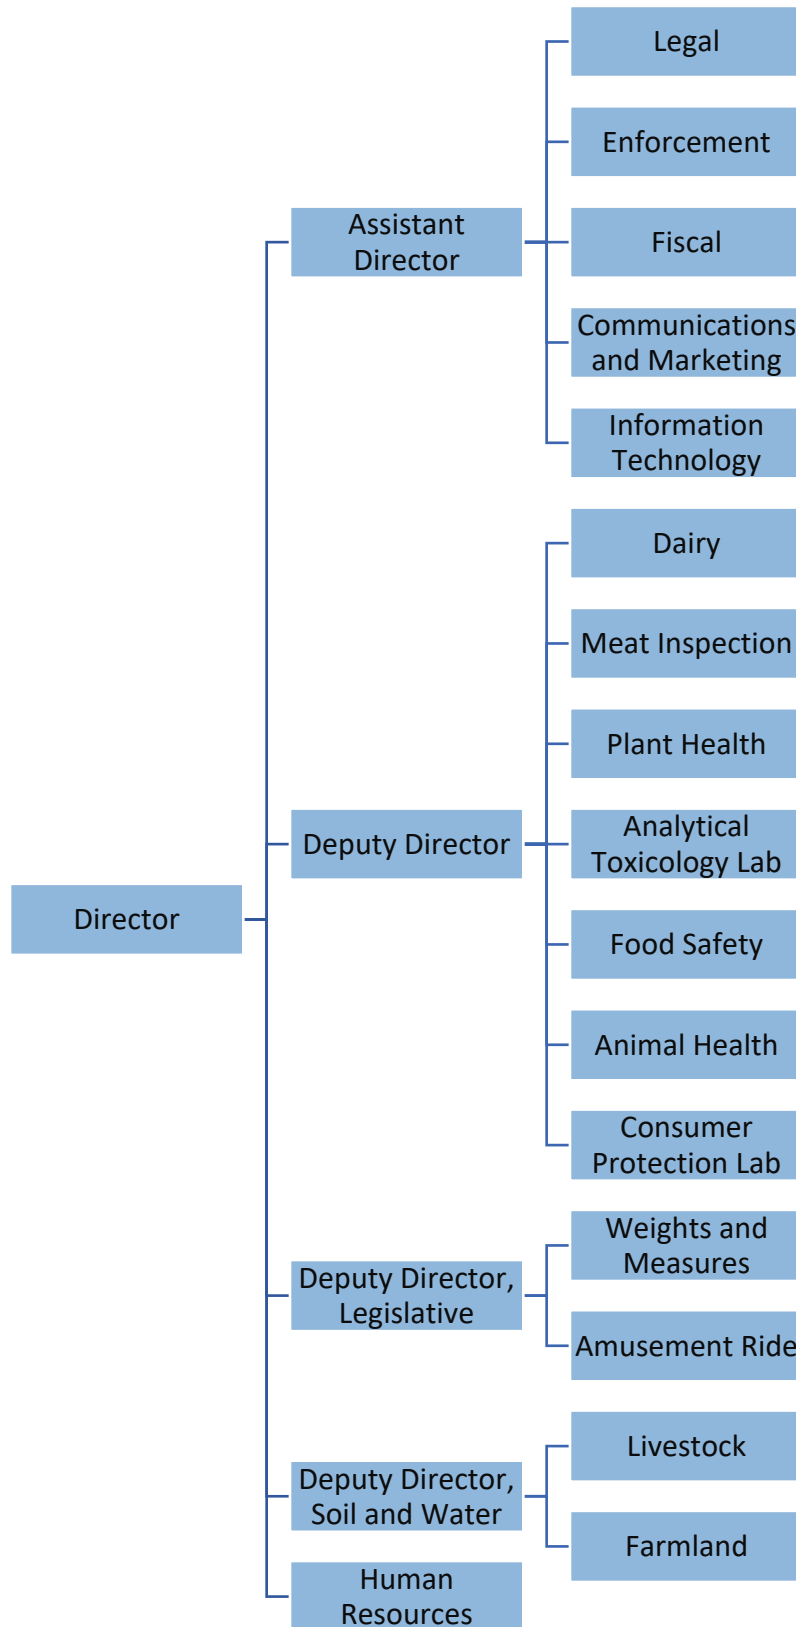 Director
Assistant
Director
Legal
Enforcement
Fiscal
Communications
and Marketing
Information
Technology
Deputy Director
Dairy
Meat Inspection
Plant Health
Analytical
Toxicology Lab
Food Safety
Animal Health
Consumer
Protection Lab
Deputy Director,
Legislative
Weights and
Measures
Amusement Ride
Deputy Director,
Soil and Water
Livestock
Farmland
Human
Resources